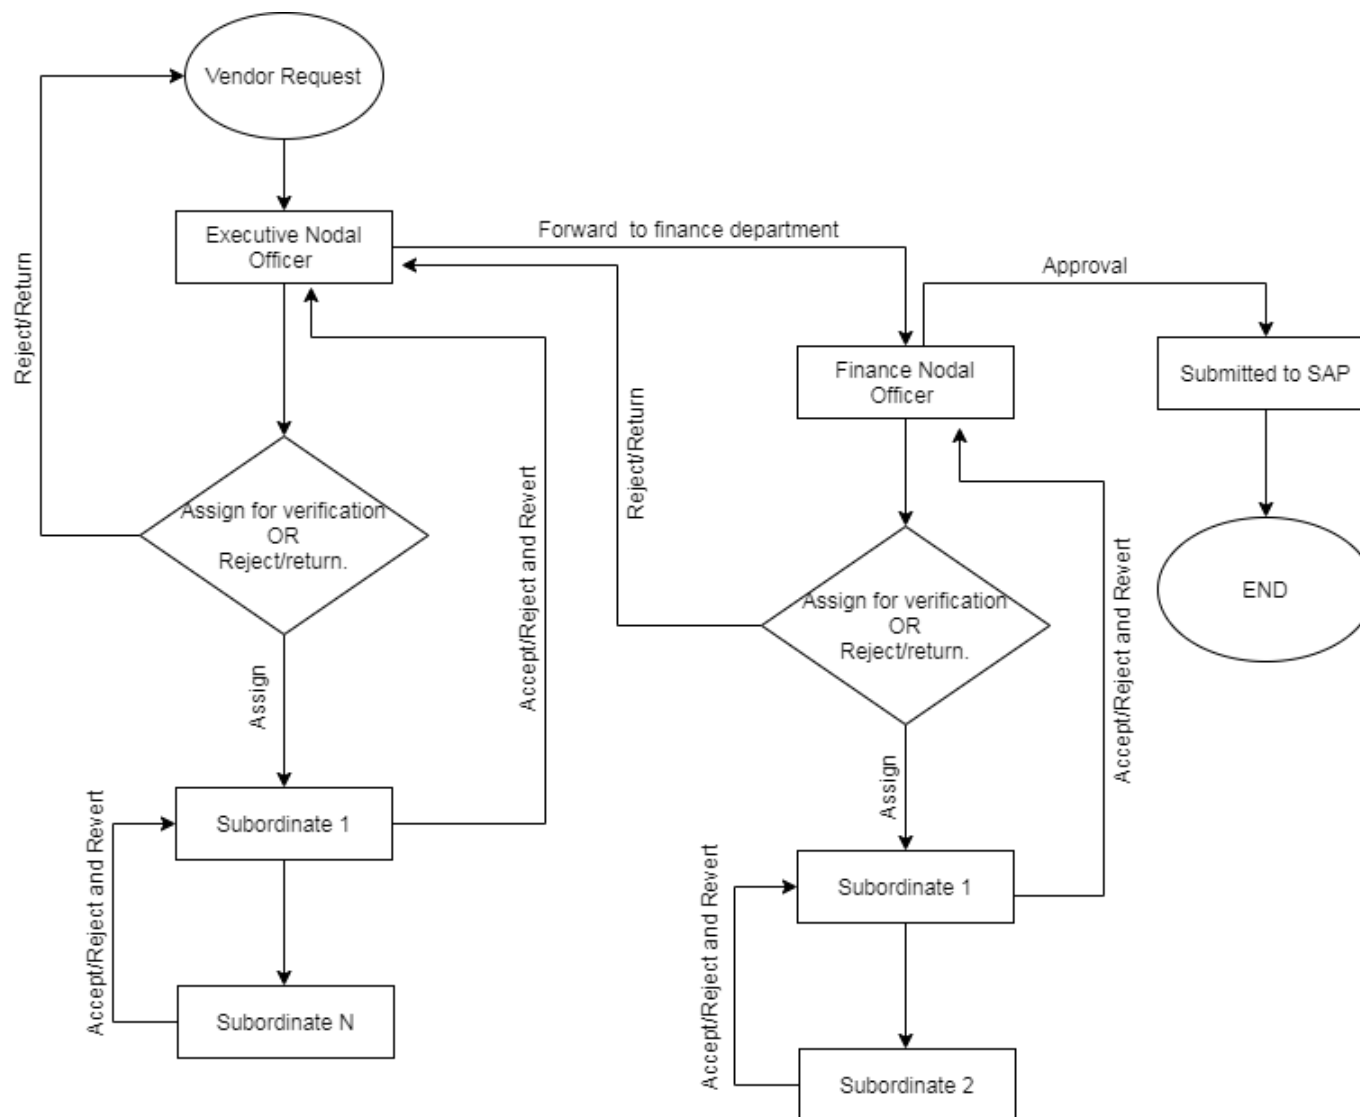 Vendor Request
Reject/Return
Executive Nodal
Officer
Forward  to finance department
Approval
Finance Nodal
Officer
Submitted to SAP
Reject/Return
Assign for verification
OR
Reject/return.
Accept/Reject and Revert
Assign for verification
OR
Reject/return.
Accept/Reject and Revert
END
Assign
Assign
Subordinate 1
Accept/Reject and Revert
Subordinate N
Subordinate 1
Accept/Reject and Revert
Subordinate 2